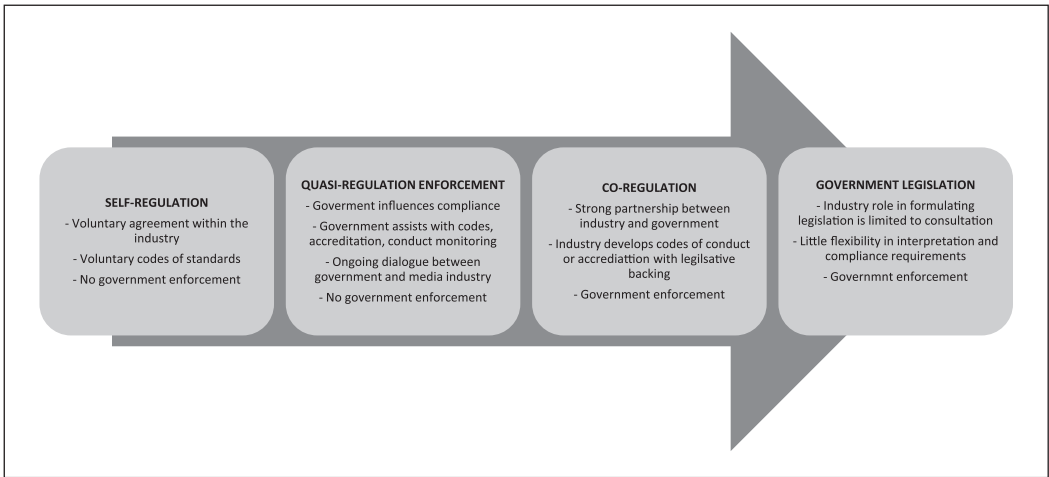 SELF-REGULATION
- Voluntary agreement within the
industry
- Voluntary codes of standards
- No government enforcement
QUASI-REGULATION ENFORCEMENT
- Goverment influences compliance
- Government assists with codes,
accreditation, conduct monitoring
- Ongoing dialogue between
government and media industry
- No government enforcement
CO-REGULATION
- Strong partnership between
industry and government
- Industry develops codes of conduct
or accrediattion with legilsative
backing
- Government enforcement
GOVERNMENT LEGISLATION
- Industry role in formulating
legislation is limited to consultation
- Little flexibility in interpretation and
compliance requirements
- Governmnt enforcement